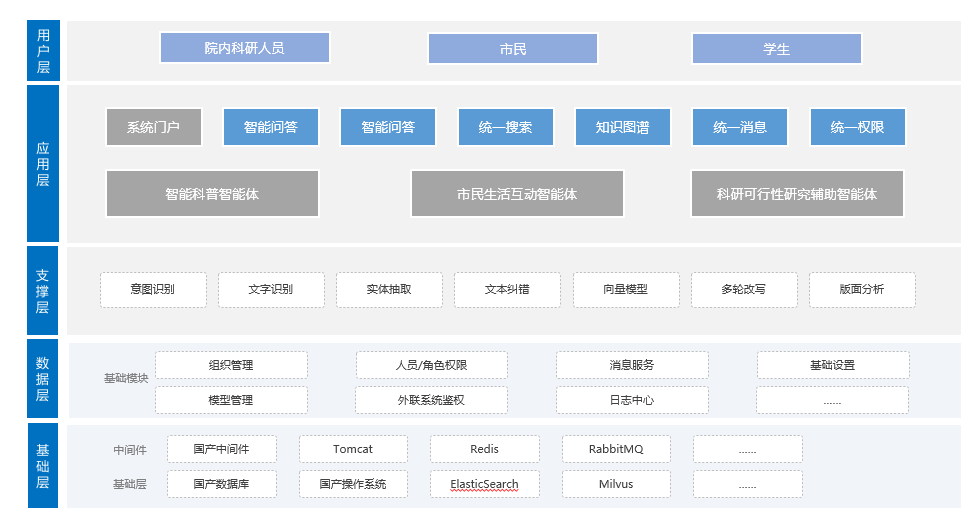 用户层
院内科研人员
市民
学生
应用层
系统门户
智能问答
智能问答
统一搜索
知识图谱
统一消息
统一权限
智能科普智能体
市民生活互动智能体
科研可行性研究辅助智能体
支撑层
意图识别
文字识别
实体抽取
文本纠错
向量模型
多轮改写
版面分析
数据层
基础模块
组织管理
人员/角色权限
消息服务
基础设置
模型管理
外联系统鉴权
日志中心
......
基础层
中间件
国产中间件
Tomcat
Redis
RabbitMQ
......
基础层
国产数据库
国产操作系统
ElasticSearch
Milvus
......